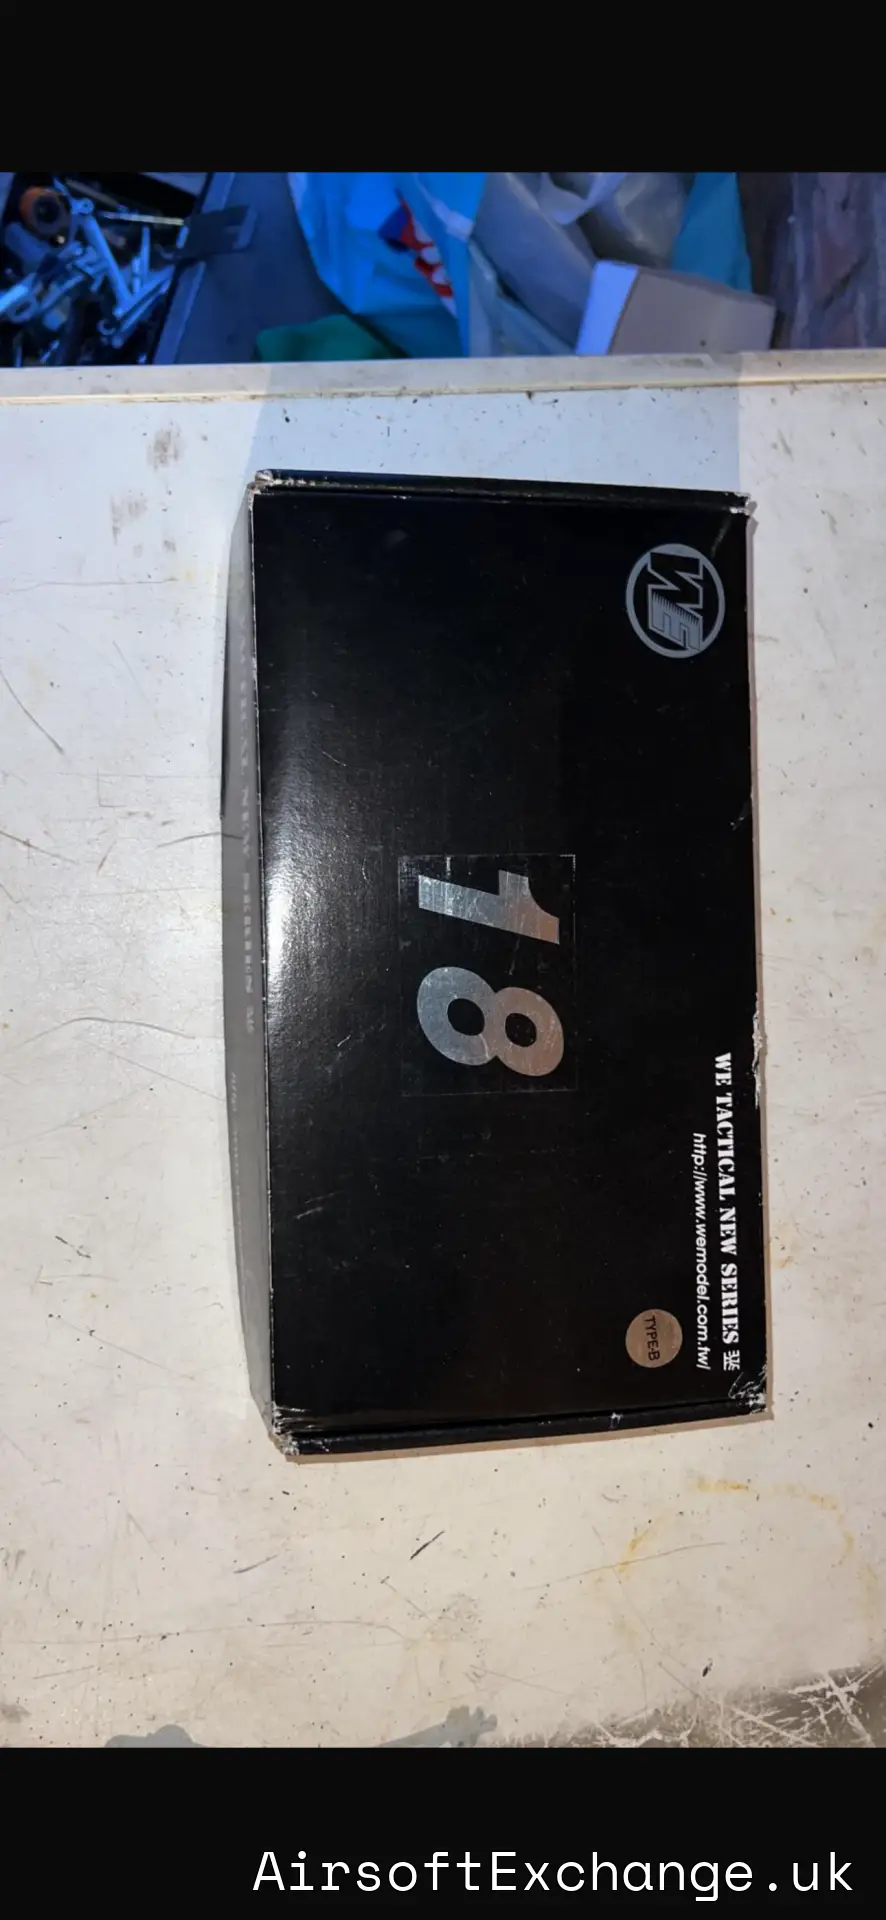 WE
18
WE TACTICAL NEW SERIES
http://www.wemodel.com.tw/
TYPE-B
AirsoftExchange.uk